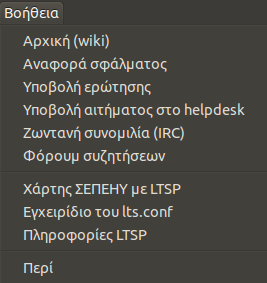 Βοήθεια
Αρχική (wiki)
Αναφορά σφάλματος
Υποβολή ερώτησης
Υποβολή αιτήματος στο helpdesk
Ζωντανή συνομιλία (IRC)
Φόρουμ συζητήσεων
Χάρτης ΣΕΠΕΗΥ με LTSP
Εγχειρίδιο του lts.conf
Πληροφορίες LTSP
Περί